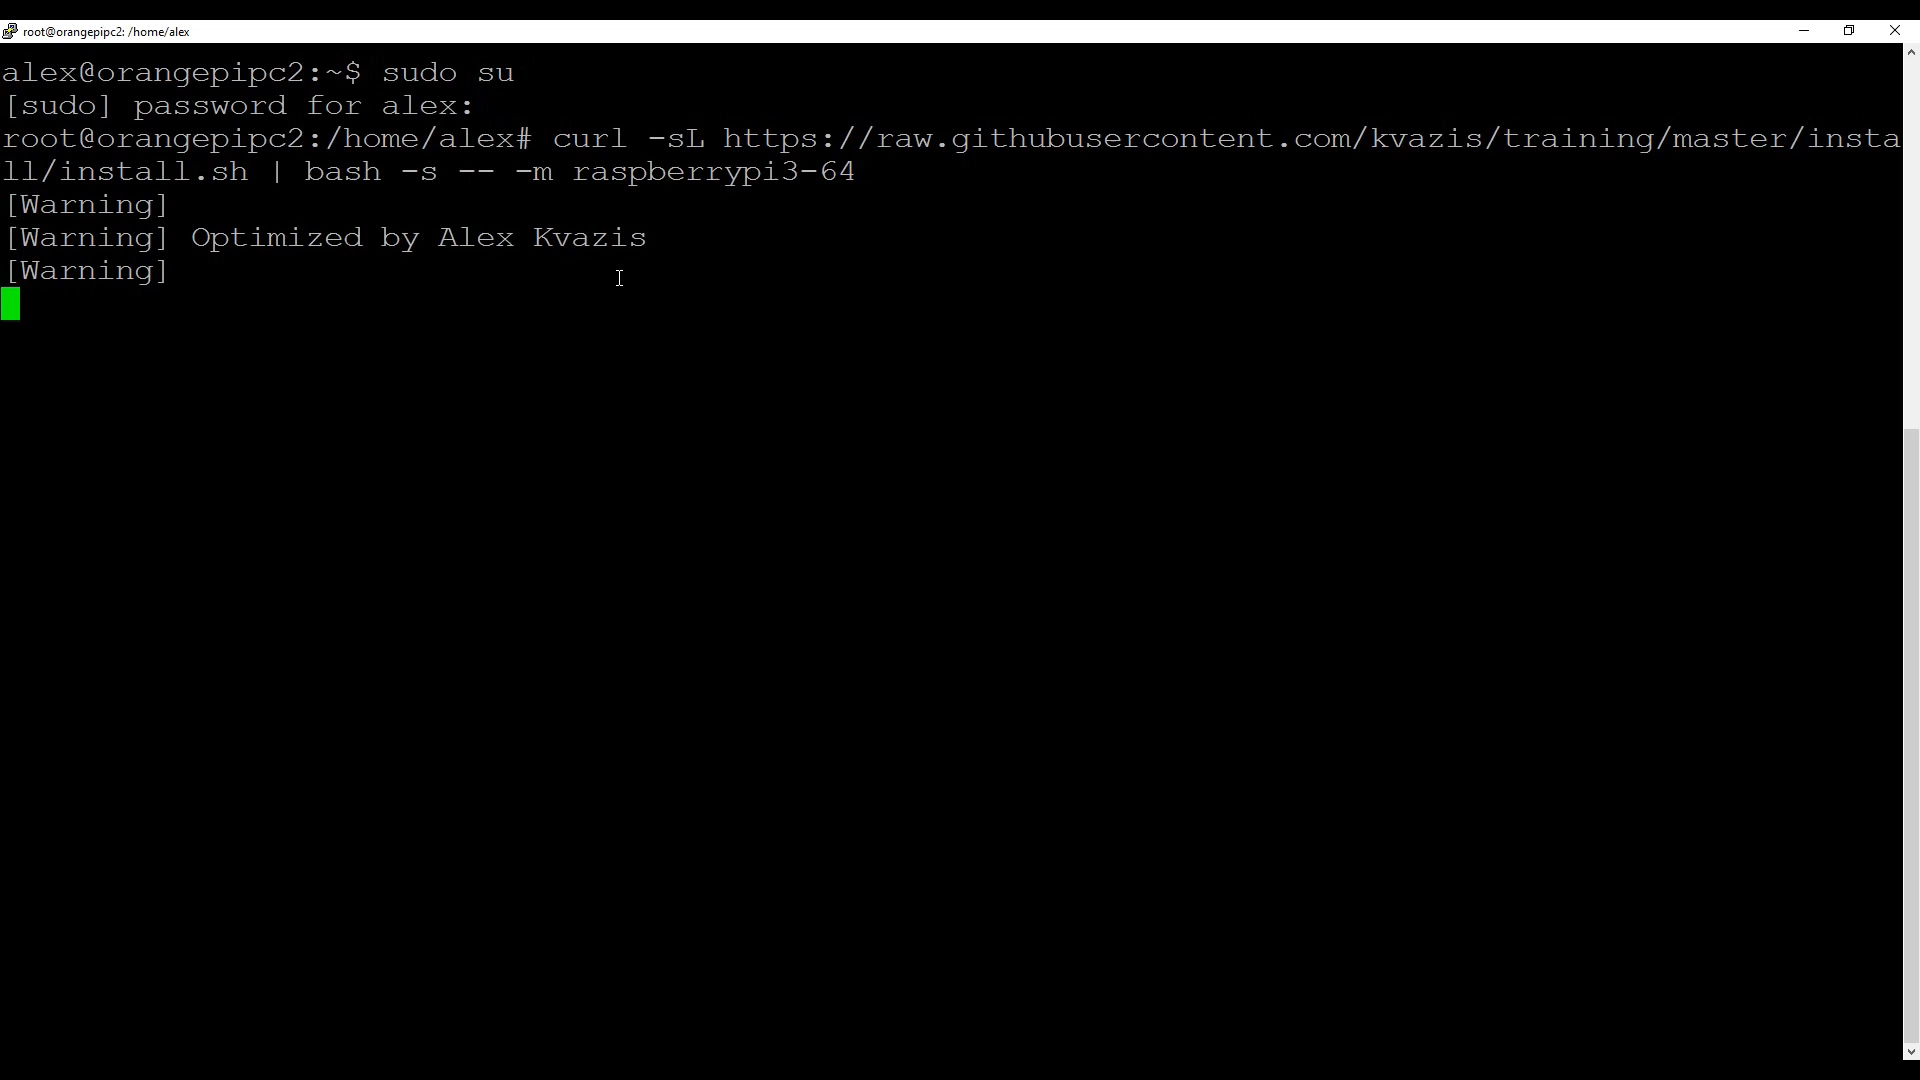 root@orangepipc2: /home/alex
alex@orangepipc2:~$ sudo su
[sudo] password for alex:
root@orangepipc2:/home/alex# curl -sL https://raw.githubusercontent.com/kvazis/training/master/insta
ll/install.sh | bash -s -- -m raspberrypi3-64
[Warning]
[Warning] Optimized by Alex Kvazis
[Warning]